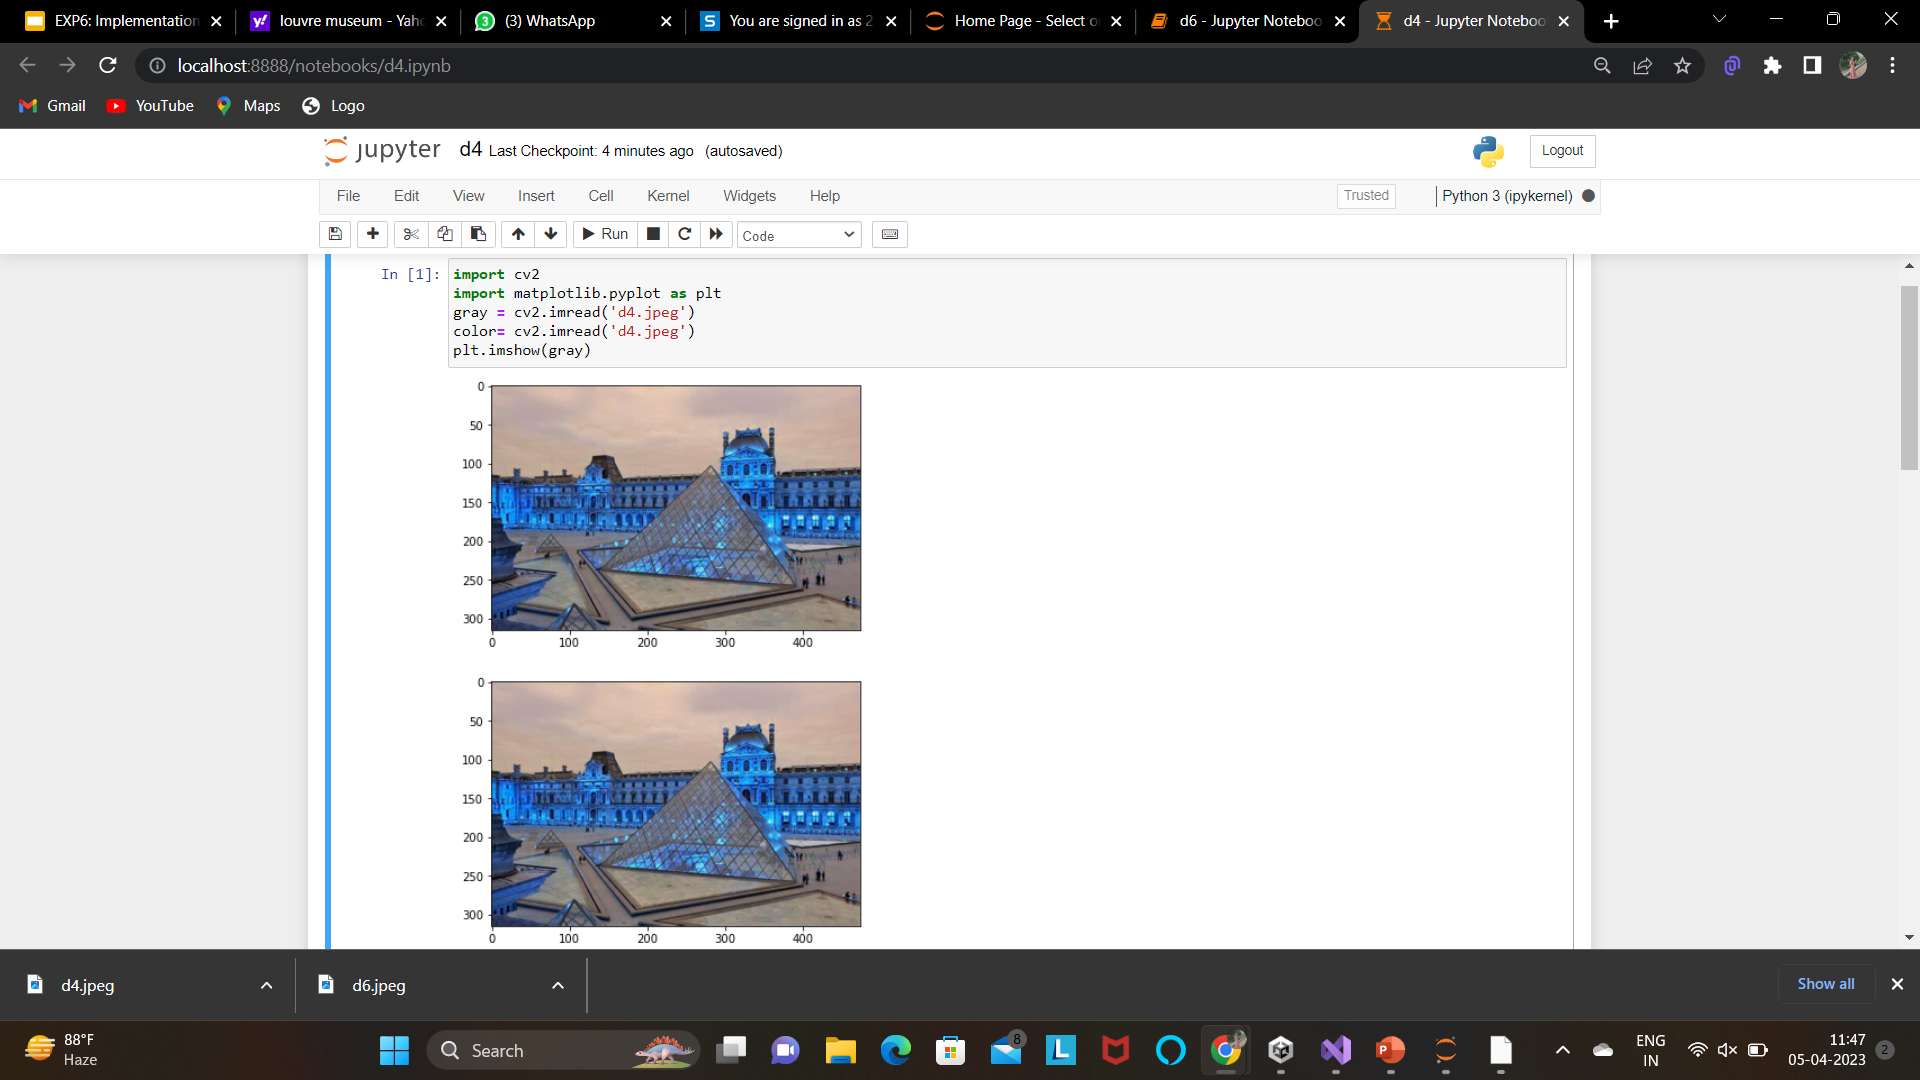 EXP6: Implementation
louvre museum - Yaho
(3) WhatsApp
You are signed in as 2
Home Page - Select o
d6 - Jupyter Noteboo
d4 - Jupyter Noteboo
localhost:8888/notebooks/d4.ipynb
Gmail
YouTube
Maps
Logo
jupyter d4 Last Checkpoint: 4 minutes ago (autosaved)
Logout
File Edit View Insert Cell Kernel Widgets Help
Trusted
Python 3 (ipykernel)
Run
Code
In [1]:
import cv2
import matplotlib.pyplot as plt
gray = cv2.imread('d4.jpeg')
color= cv2.imread('d4.jpeg')
plt.imshow(gray)
0
50
100
150
200
250
300
0 100 200 300 400
0
50
100
150
200
250
300
0 100 200 300 400
d4.jpeg
d6.jpeg
Show all
88°F
Haze
Search
8
ENG
IN
11:47
05-04-2023
2